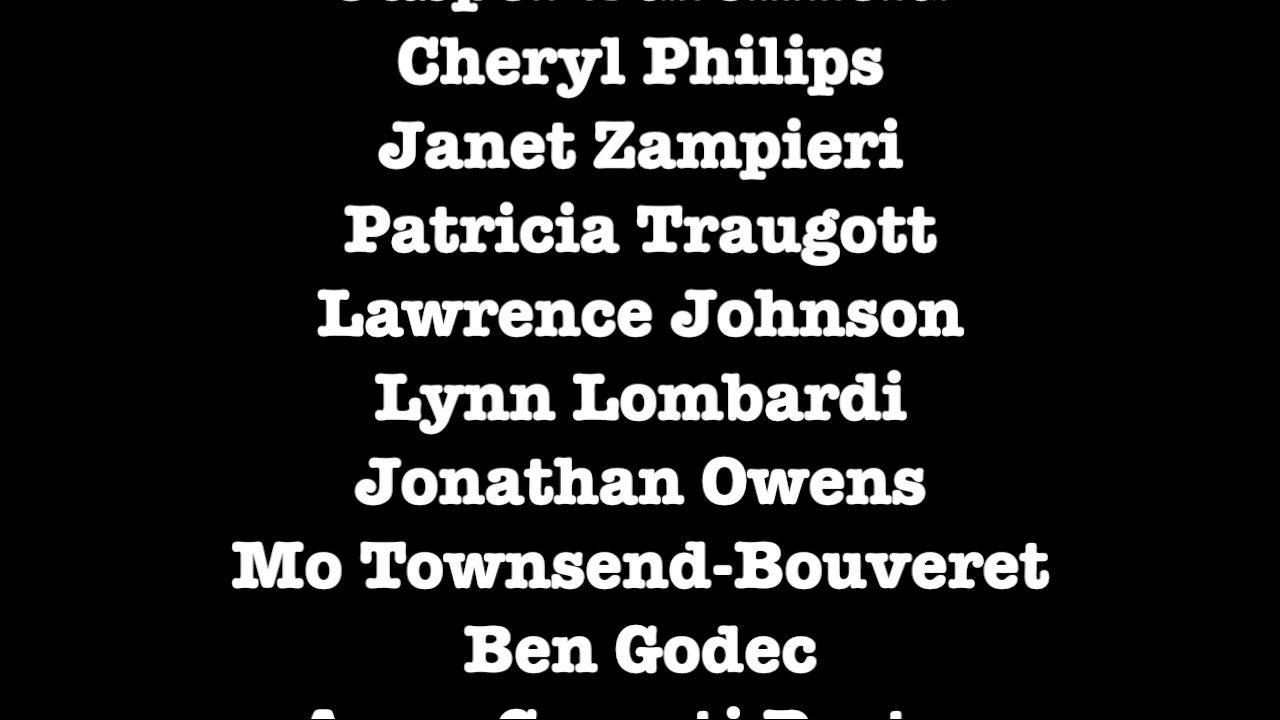 Cheryl Philips
Janet Zampieri
Patricia Traugott
Lawrence Johnson
Lynn Lombardi
Jonathan Owens
Mo Townsend-Bouveret
Ben Godec